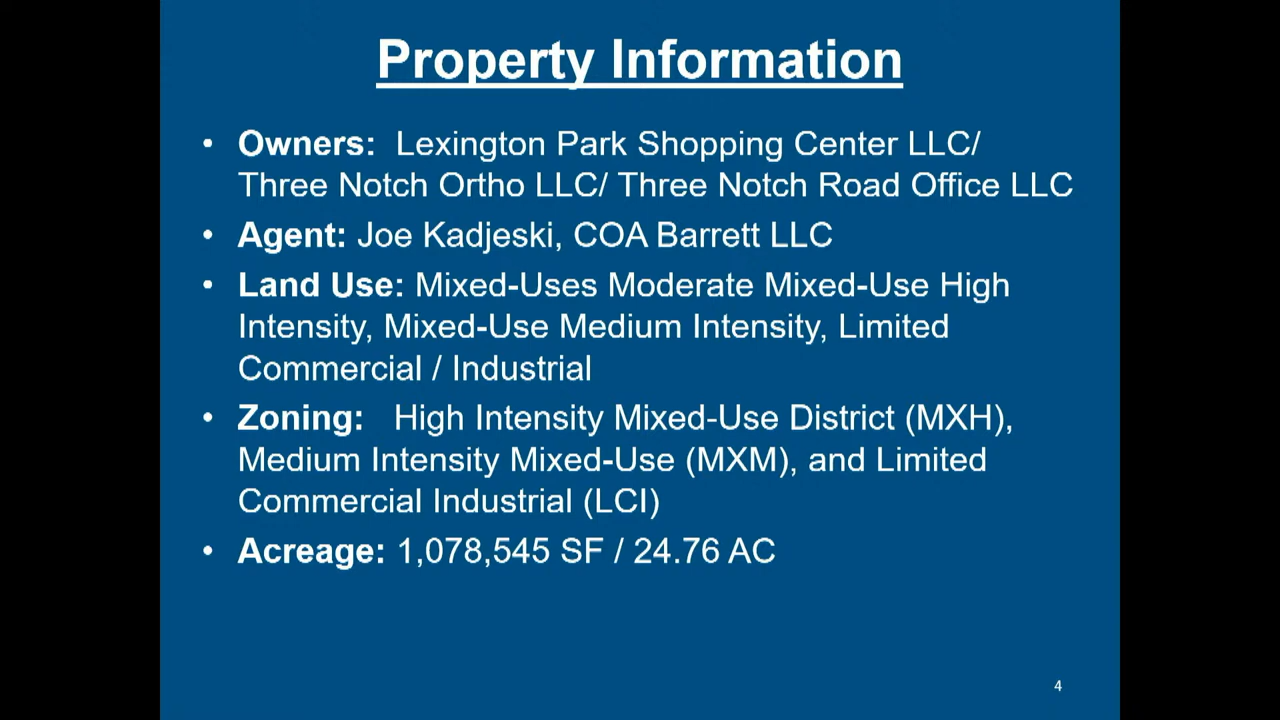 Property Information
• Owners: Lexington Park Shopping Center LLC/
Three Notch Ortho LLC/ Three Notch Road Office LLC
• Agent: Joe Kadjeski, COA Barrett LLC
• Land Use: Mixed-Uses Moderate Mixed-Use High
Intensity, Mixed-Use Medium Intensity, Limited
Commercial / Industrial
• Zoning: High Intensity Mixed-Use District (MXH),
Medium Intensity Mixed-Use (MXM), and Limited
Commercial Industrial (LCI)
• Acreage: 1,078,545 SF / 24.76 AC
4